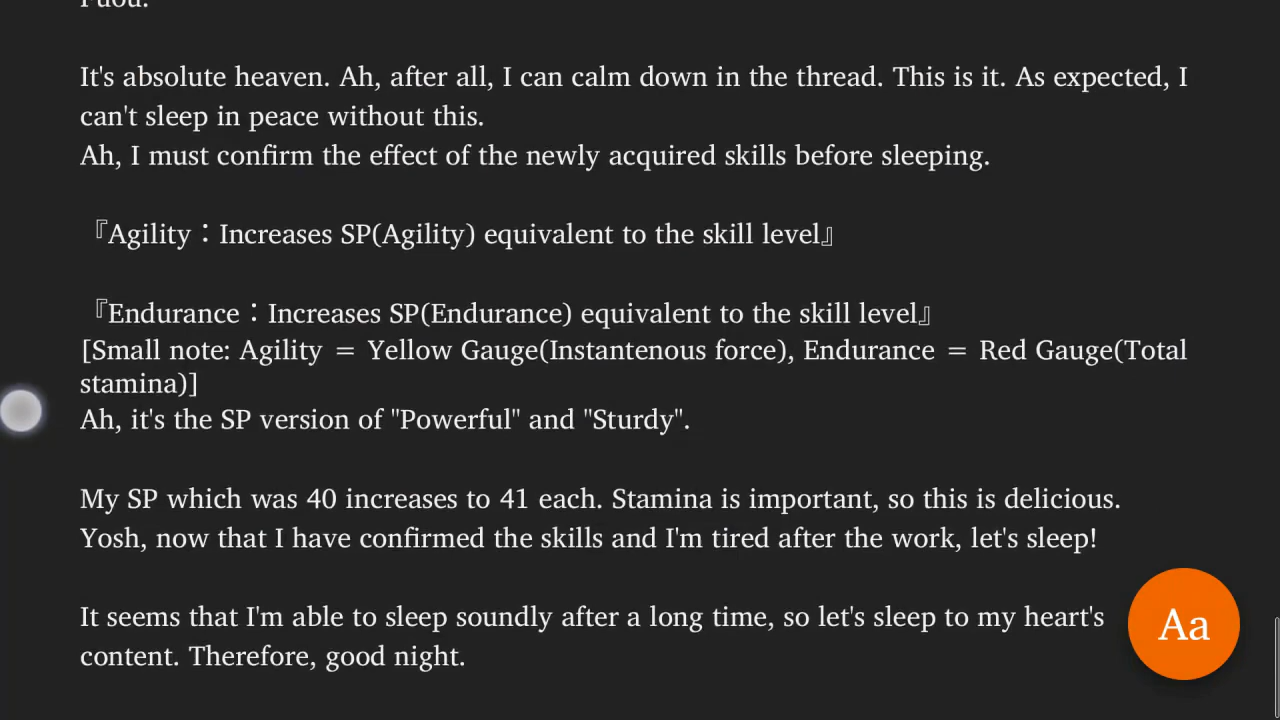 Fuou.
It's absolute heaven. Ah, after all, I can calm down in the thread. This is it. As expected, I
can't sleep in peace without this.
Ah, I must confirm the effect of the newly acquired skills before sleeping.
『Agility：Increases SP(Agility) equivalent to the skill level』
『Endurance：Increases SP(Endurance) equivalent to the skill level』
[Small note: Agility = Yellow Gauge(Instantenous force), Endurance = Red Gauge(Total
stamina)]
Ah, it's the SP version of "Powerful" and "Sturdy".
My SP which was 40 increases to 41 each. Stamina is important, so this is delicious.
Yosh, now that I have confirmed the skills and I'm tired after the work, let's sleep!
It seems that I'm able to sleep soundly after a long time, so let's sleep to my heart's
content. Therefore, good night.
Aa